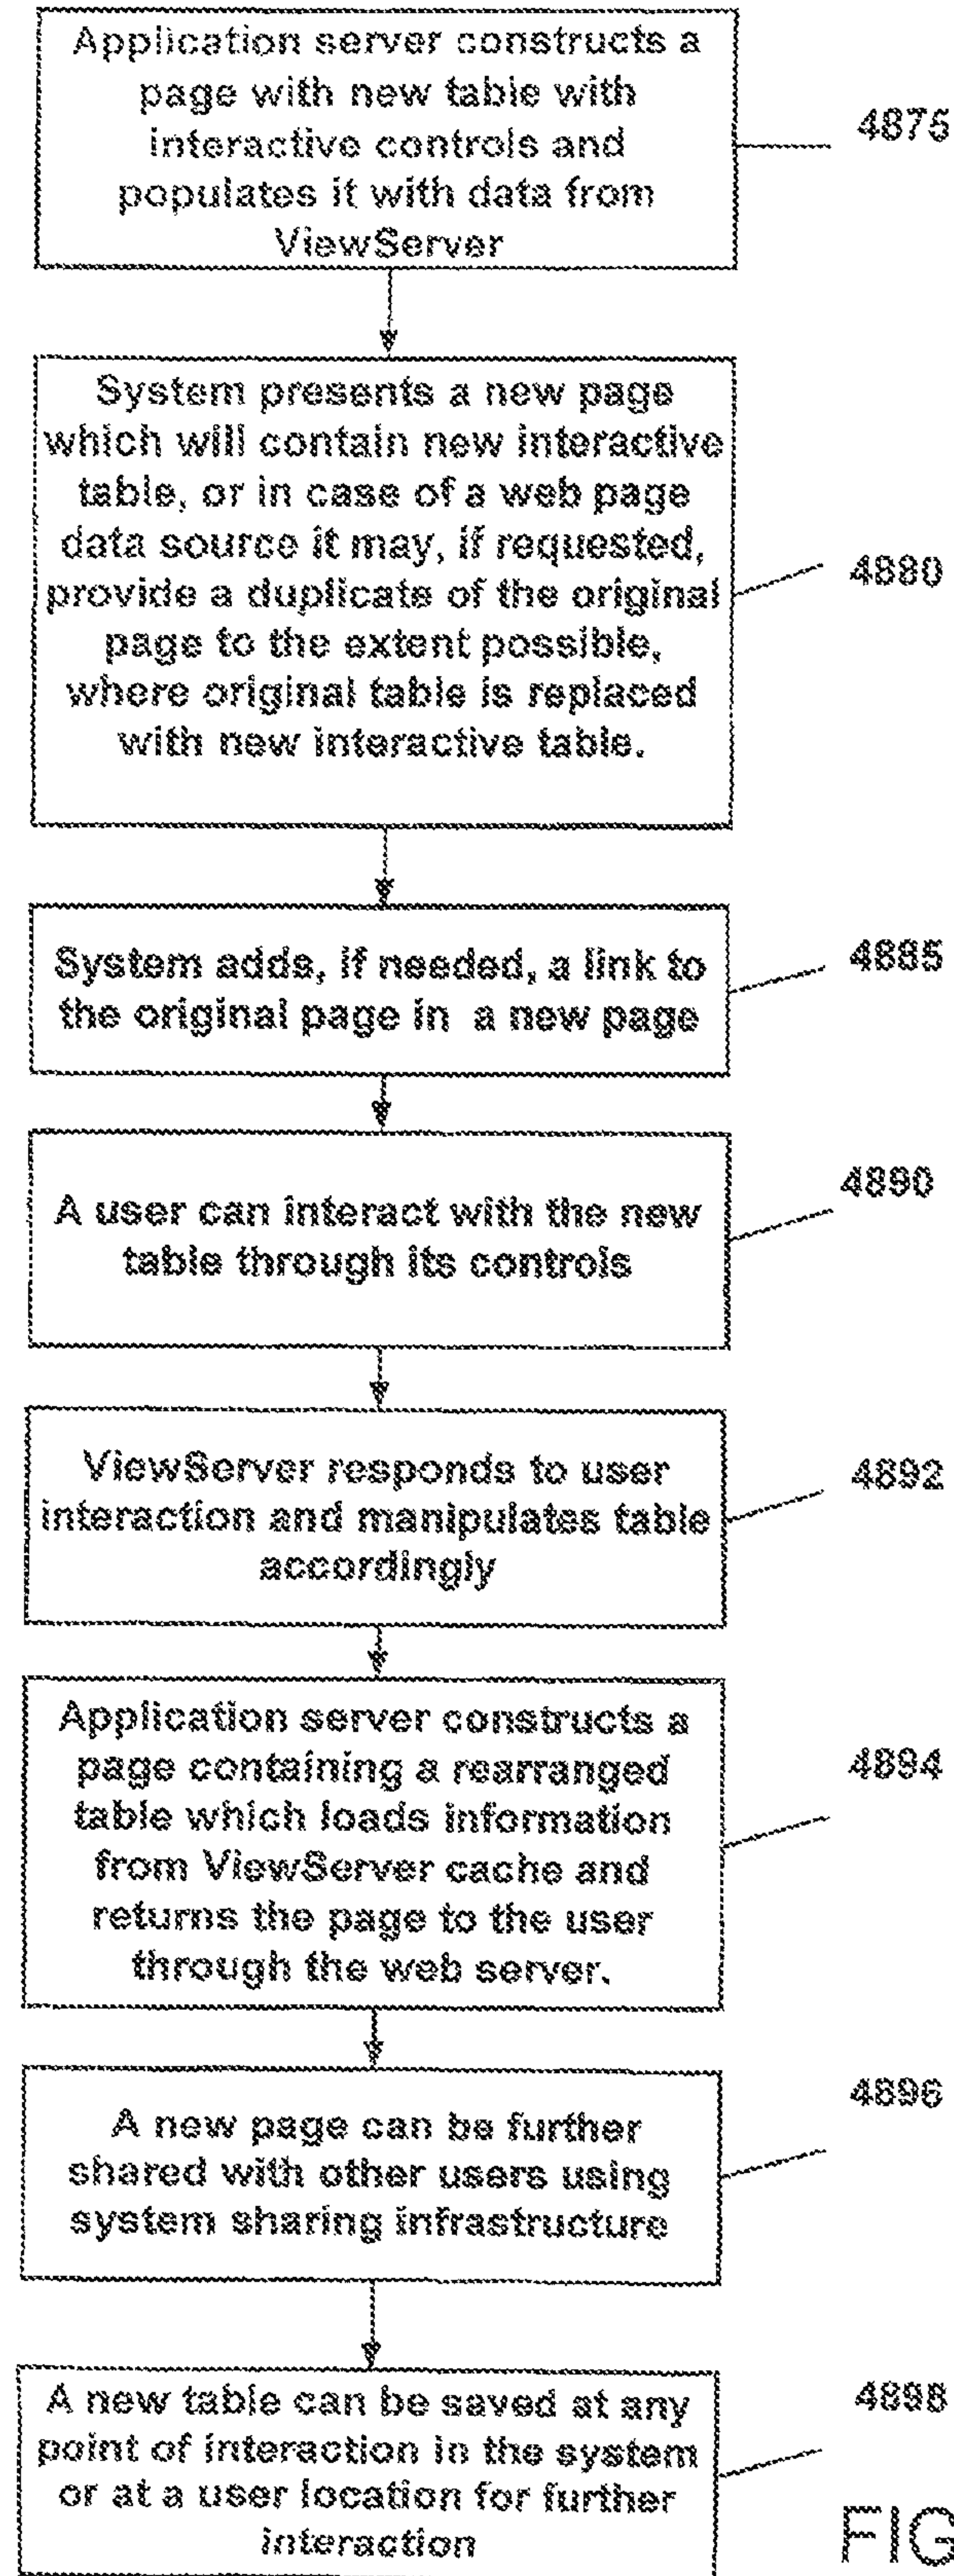 Application server constructs a
page with new table with
interactive controls and
populates it with data from
ViewServer
4875
System presents a new page
which will contain new interactive
table, or in case of a web page
data source it may, if requested,
provide a duplicate of the original
page to the extent possible,
where original table is replaced
with new interactive table.
4880
System adds, if needed, a link to
the original page in a new page
4885
A user can interact with the new
table through its controls
4890
ViewServer responds to user
interaction and manipulates table
accordingly
4892
Application server constructs a
page containing a rearranged
table which loads information
from ViewServer cache and
returns the page to the user
through the web server.
4894
A new page can be further
shared with other users using
system sharing infrastructure
4896
A new table can be saved at any
point of interaction in the system
or at a user location for further
interaction
4898
FIG